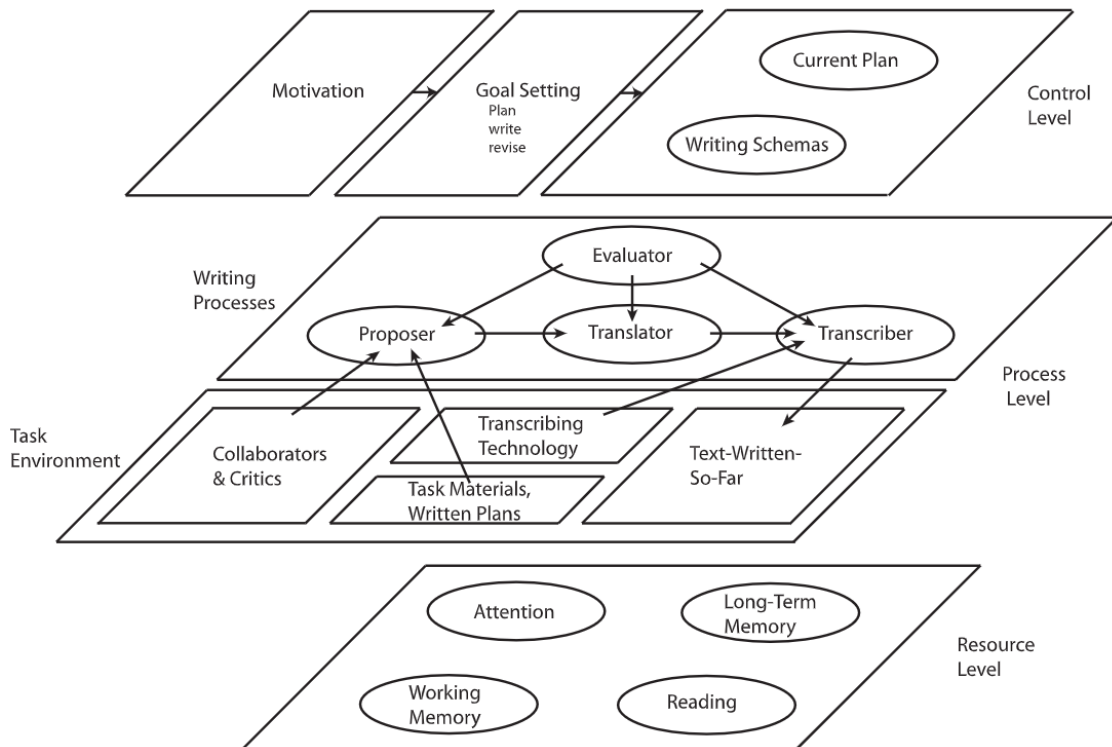 Motivation
Goal Setting
Plan
write
revise
Current Plan
Writing Schemas
Control
Level
Writing
Processes
Evaluator
Proposer
Translator
Transcriber
Process
Level
Task
Environment
Collaborators
& Critics
Transcribing
Technology
Task Materials,
Written Plans
Text-Written-
So-Far
Attention
Long-Term
Memory
Working
Memory
Reading
Resource
Level